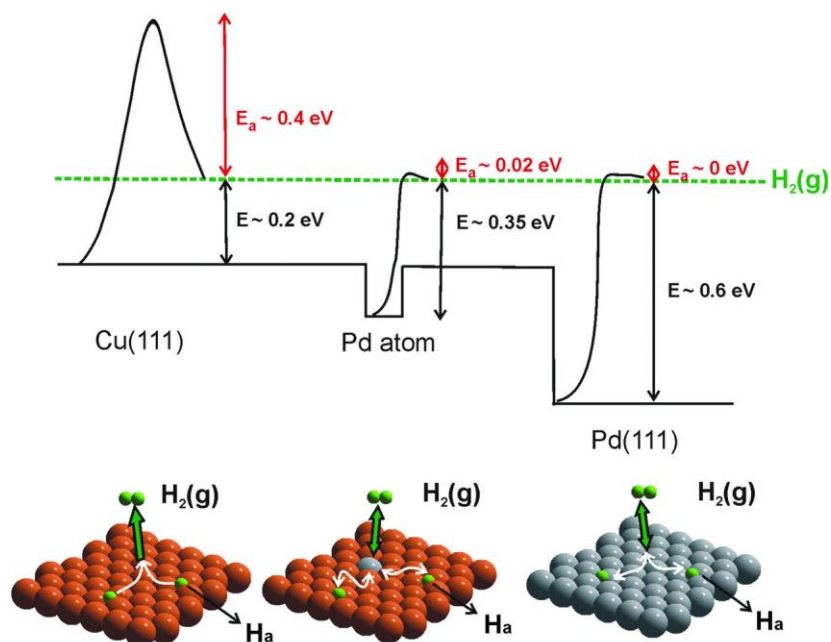 Eₐ ~ 0.4 eV
Eₐ ~ 0.02 eV
Eₐ ~ 0 eV
H₂(g)
E ~ 0.2 eV
E ~ 0.35 eV
E ~ 0.6 eV
Cu(111)
Pd atom
Pd(111)
H₂(g)
H₂(g)
H₂(g)
Hₐ
Hₐ
Hₐ